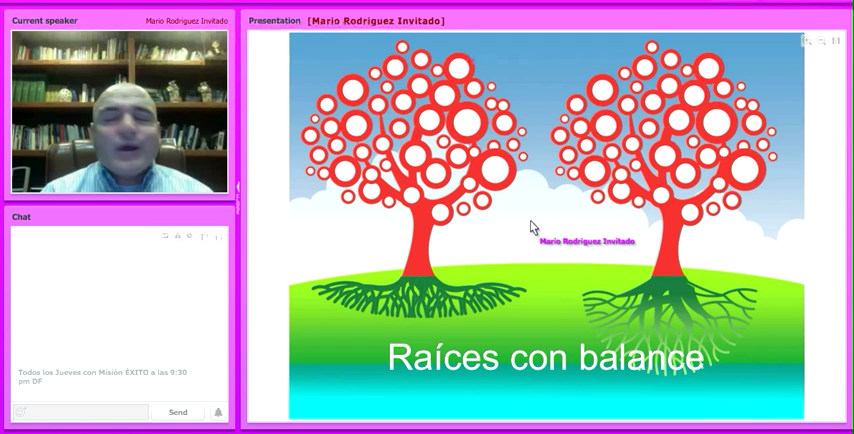 Current speaker
Mario Rodriguez Invitado
Presentation
[Mario Rodriguez Invitado]
Mario Rodriguez Invitado
Raíces con balance
Chat
Todos los Jueves con Misión ÉXITO a las 9:30
pm DF
Send